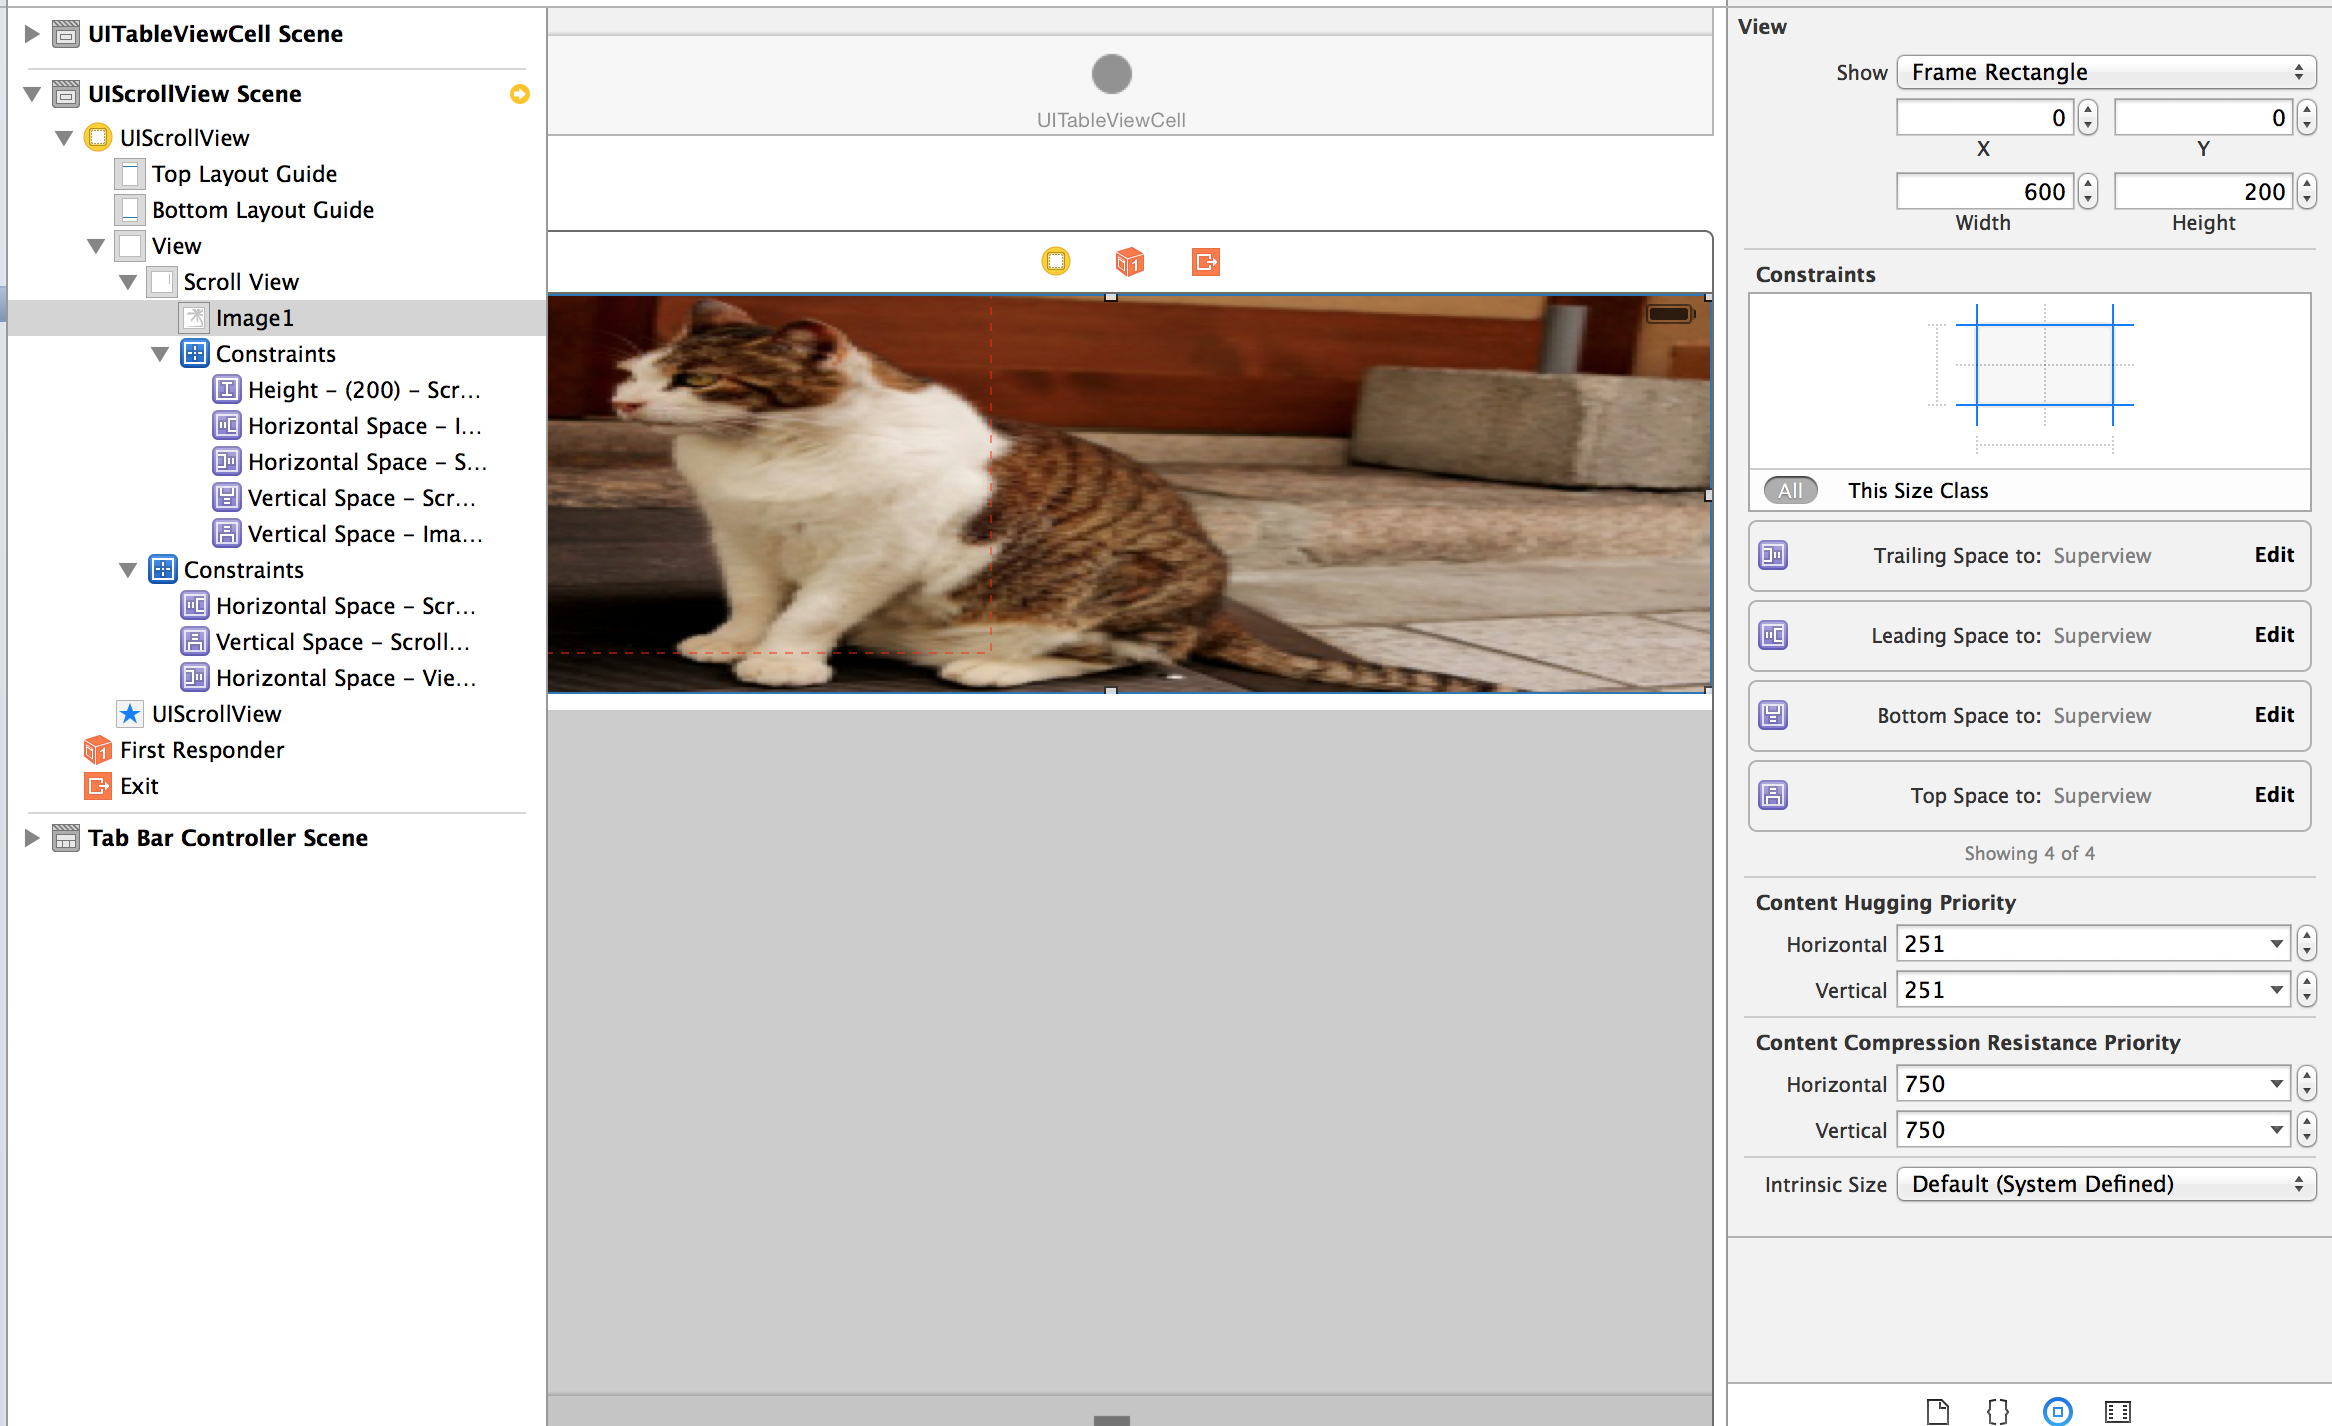 UITableViewCell Scene
UIScrollView Scene
UIScrollView
Top Layout Guide
Bottom Layout Guide
View
Scroll View
Image1
Constraints
Height – (200) – Scr...
Horizontal Space – I...
Horizontal Space – S...
Vertical Space – Scr...
Vertical Space – Ima...
Constraints
Horizontal Space – Scr...
Vertical Space – Scroll...
Horizontal Space – Vie...
UIScrollView
First Responder
Exit
Tab Bar Controller Scene
UITableViewCell
View
Show Frame Rectangle
0 0
X Y
600 200
Width Height
Constraints
All This Size Class
Trailing Space to: Superview Edit
Leading Space to: Superview Edit
Bottom Space to: Superview Edit
Top Space to: Superview Edit
Showing 4 of 4
Content Hugging Priority
Horizontal 251
Vertical 251
Content Compression Resistance Priority
Horizontal 750
Vertical 750
Intrinsic Size Default (System Defined)